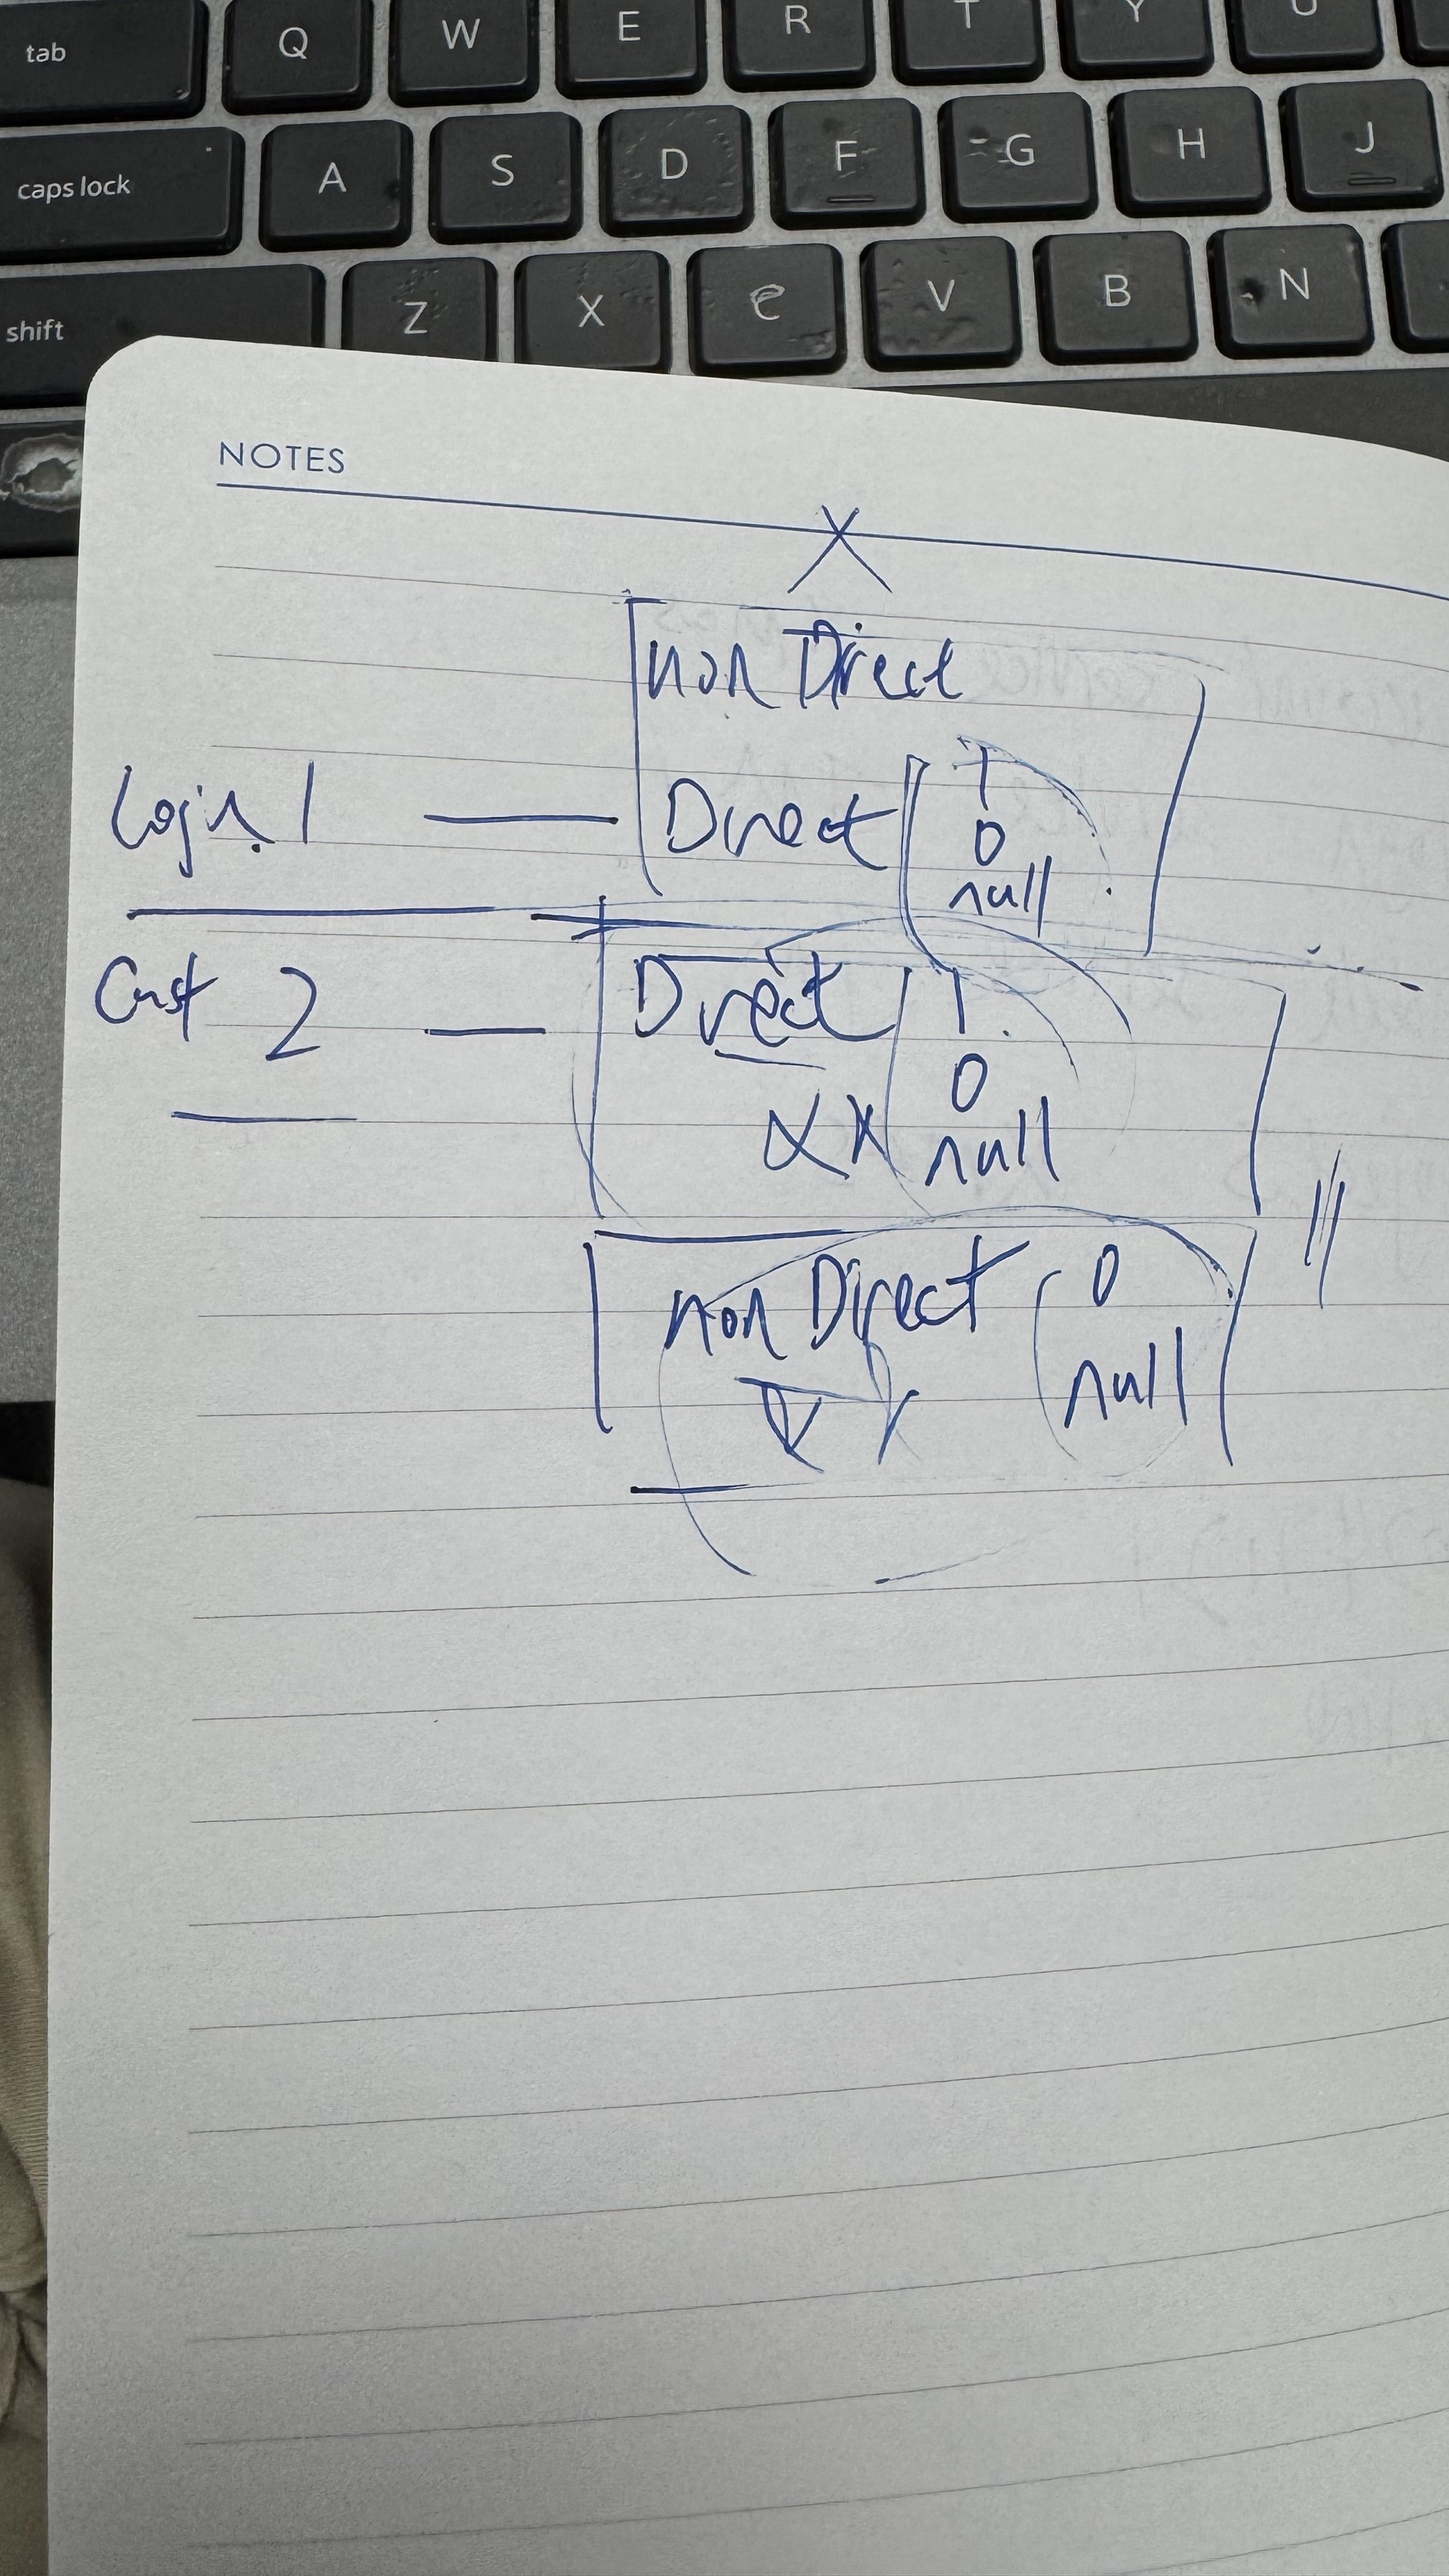 tab Q W E R T Y U
caps lock A S D F G H J
shift Z X C V B N
NOTES
X
non Direct
Login 1 — Direct 1
0
null
Cust 2 — Direct 1
0
null
non Direct 0
null